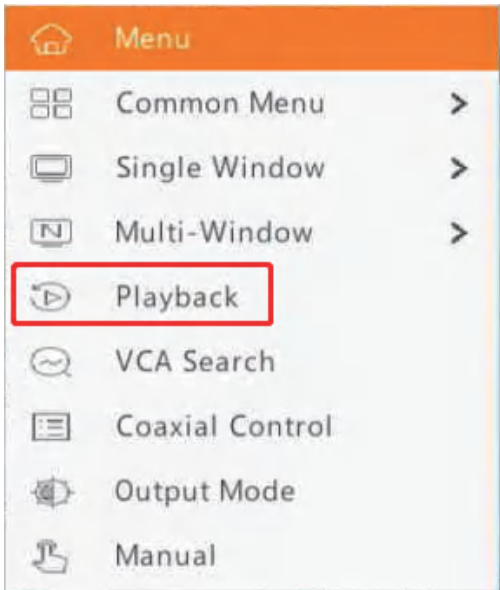 Menu
Common Menu
Single Window
Multi-Window
Playback
VCA Search
Coaxial Control
Output Mode
Manual